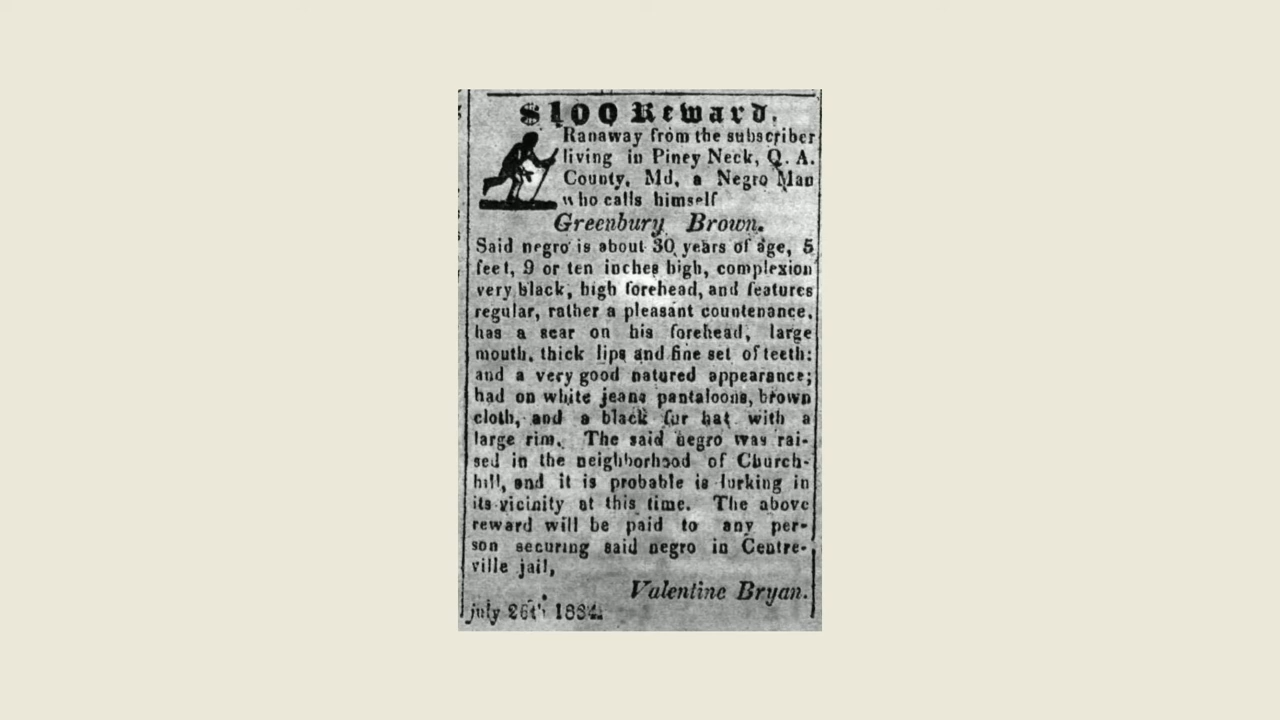 $100 Reward.
Ranaway from the subscriber
living in Piney Neck, Q. A.
County, Md, a Negro Man
who calls himself
Greenbury Brown.
Said negro is about 30 years of age, 5
feet, 9 or ten inches high, complexion
very black, high forehead, and features
regular, rather a pleasant countenance,
has a scar on his forehead, large
mouth, thick lips and fine set of teeth:
and a very good natured appearance;
had on white jeans pantaloons, brown
cloth, and a black fur hat with a
large rim. The said negro was rai-
sed in the neighborhood of Church-
hill, and it is probable is lurking in
its vicinity at this time. The above
reward will be paid to any per-
son securing said negro in Centre-
ville jail,
Valentine Bryan.
july 26th 1834.